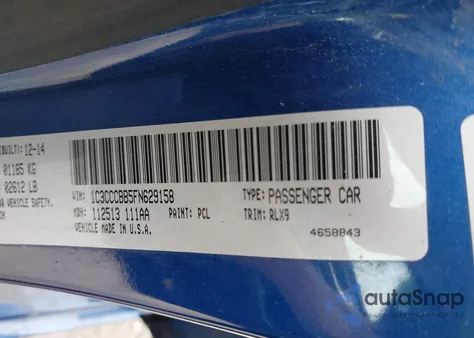 (BUILT): 12-14
01185 KG
02612 LB
VEHICLE SAFETY,
VIN: 1C3CCCBB5FN629158
TYPE: PASSENGER CAR
MDH: 112513 111AA
PAINT: PCL
TRIM: RLX9
VEHICLE MADE IN U.S.A.
4658843
autoSnap